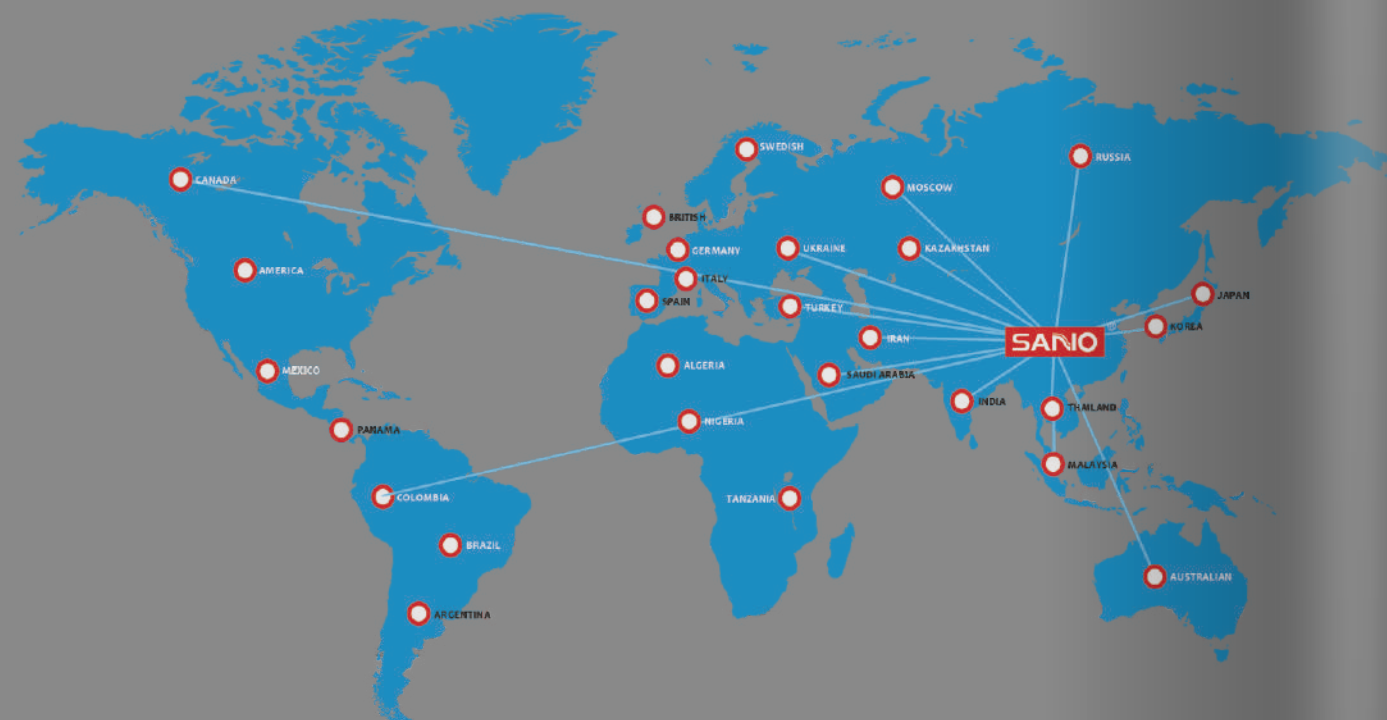 SWEDISH
RUSSIA
CANADA
MOSCOW
BRITISH
GERMANY
UKRAINE
KAZAKHSTAN
AMERICA
ITALY
SPAIN
TURKEY
JAPAN
KOREA
IRAN
SANIO®
MEXICO
ALGERIA
SAUDI ARABIA
INDIA
THAILAND
NIGERIA
PANAMA
MALAYSIA
COLOMBIA
TANZANIA
BRAZIL
AUSTRALIAN
ARGENTINA